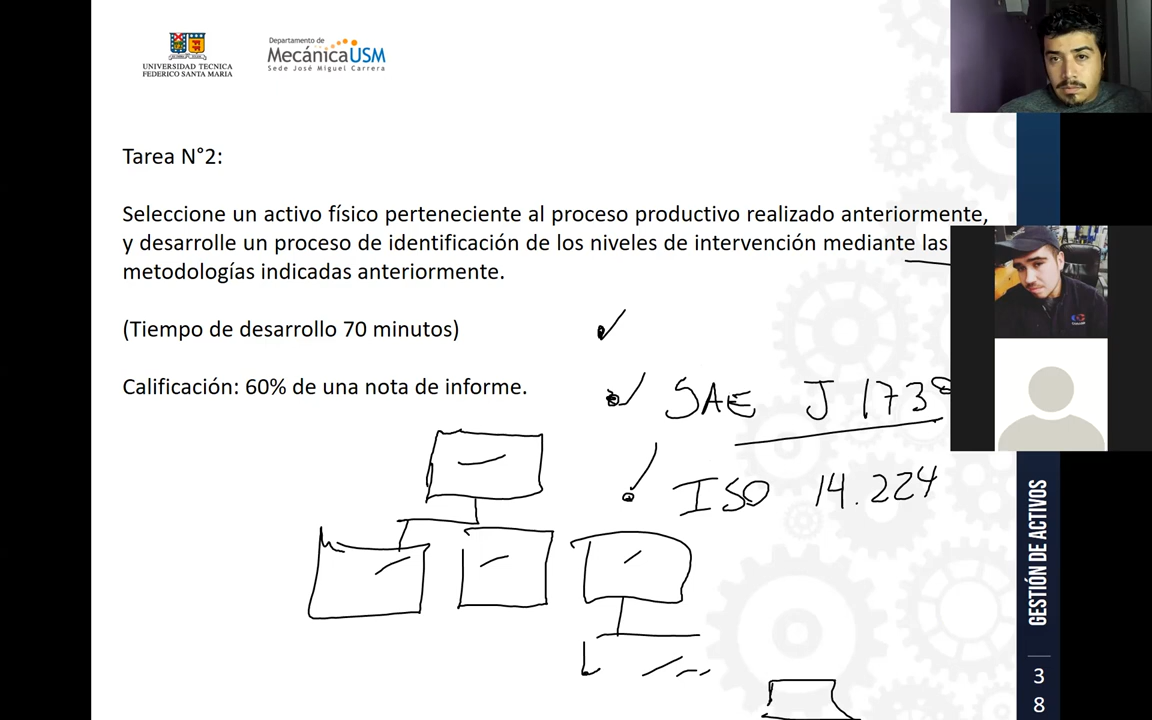 UNIVERSIDAD TECNICA
FEDERICO SANTA MARIA
Departamento de
MecánicaUSM
Sede José Miguel Carrera
Tarea N°2:
Seleccione un activo físico perteneciente al proceso productivo realizado anteriormente,
y desarrolle un proceso de identificación de los niveles de intervención mediante las
metodologías indicadas anteriormente.
(Tiempo de desarrollo 70 minutos)
Calificación: 60% de una nota de informe.
SAE J 173
ISO 14.224
GESTIÓN DE ACTIVOS
3
8